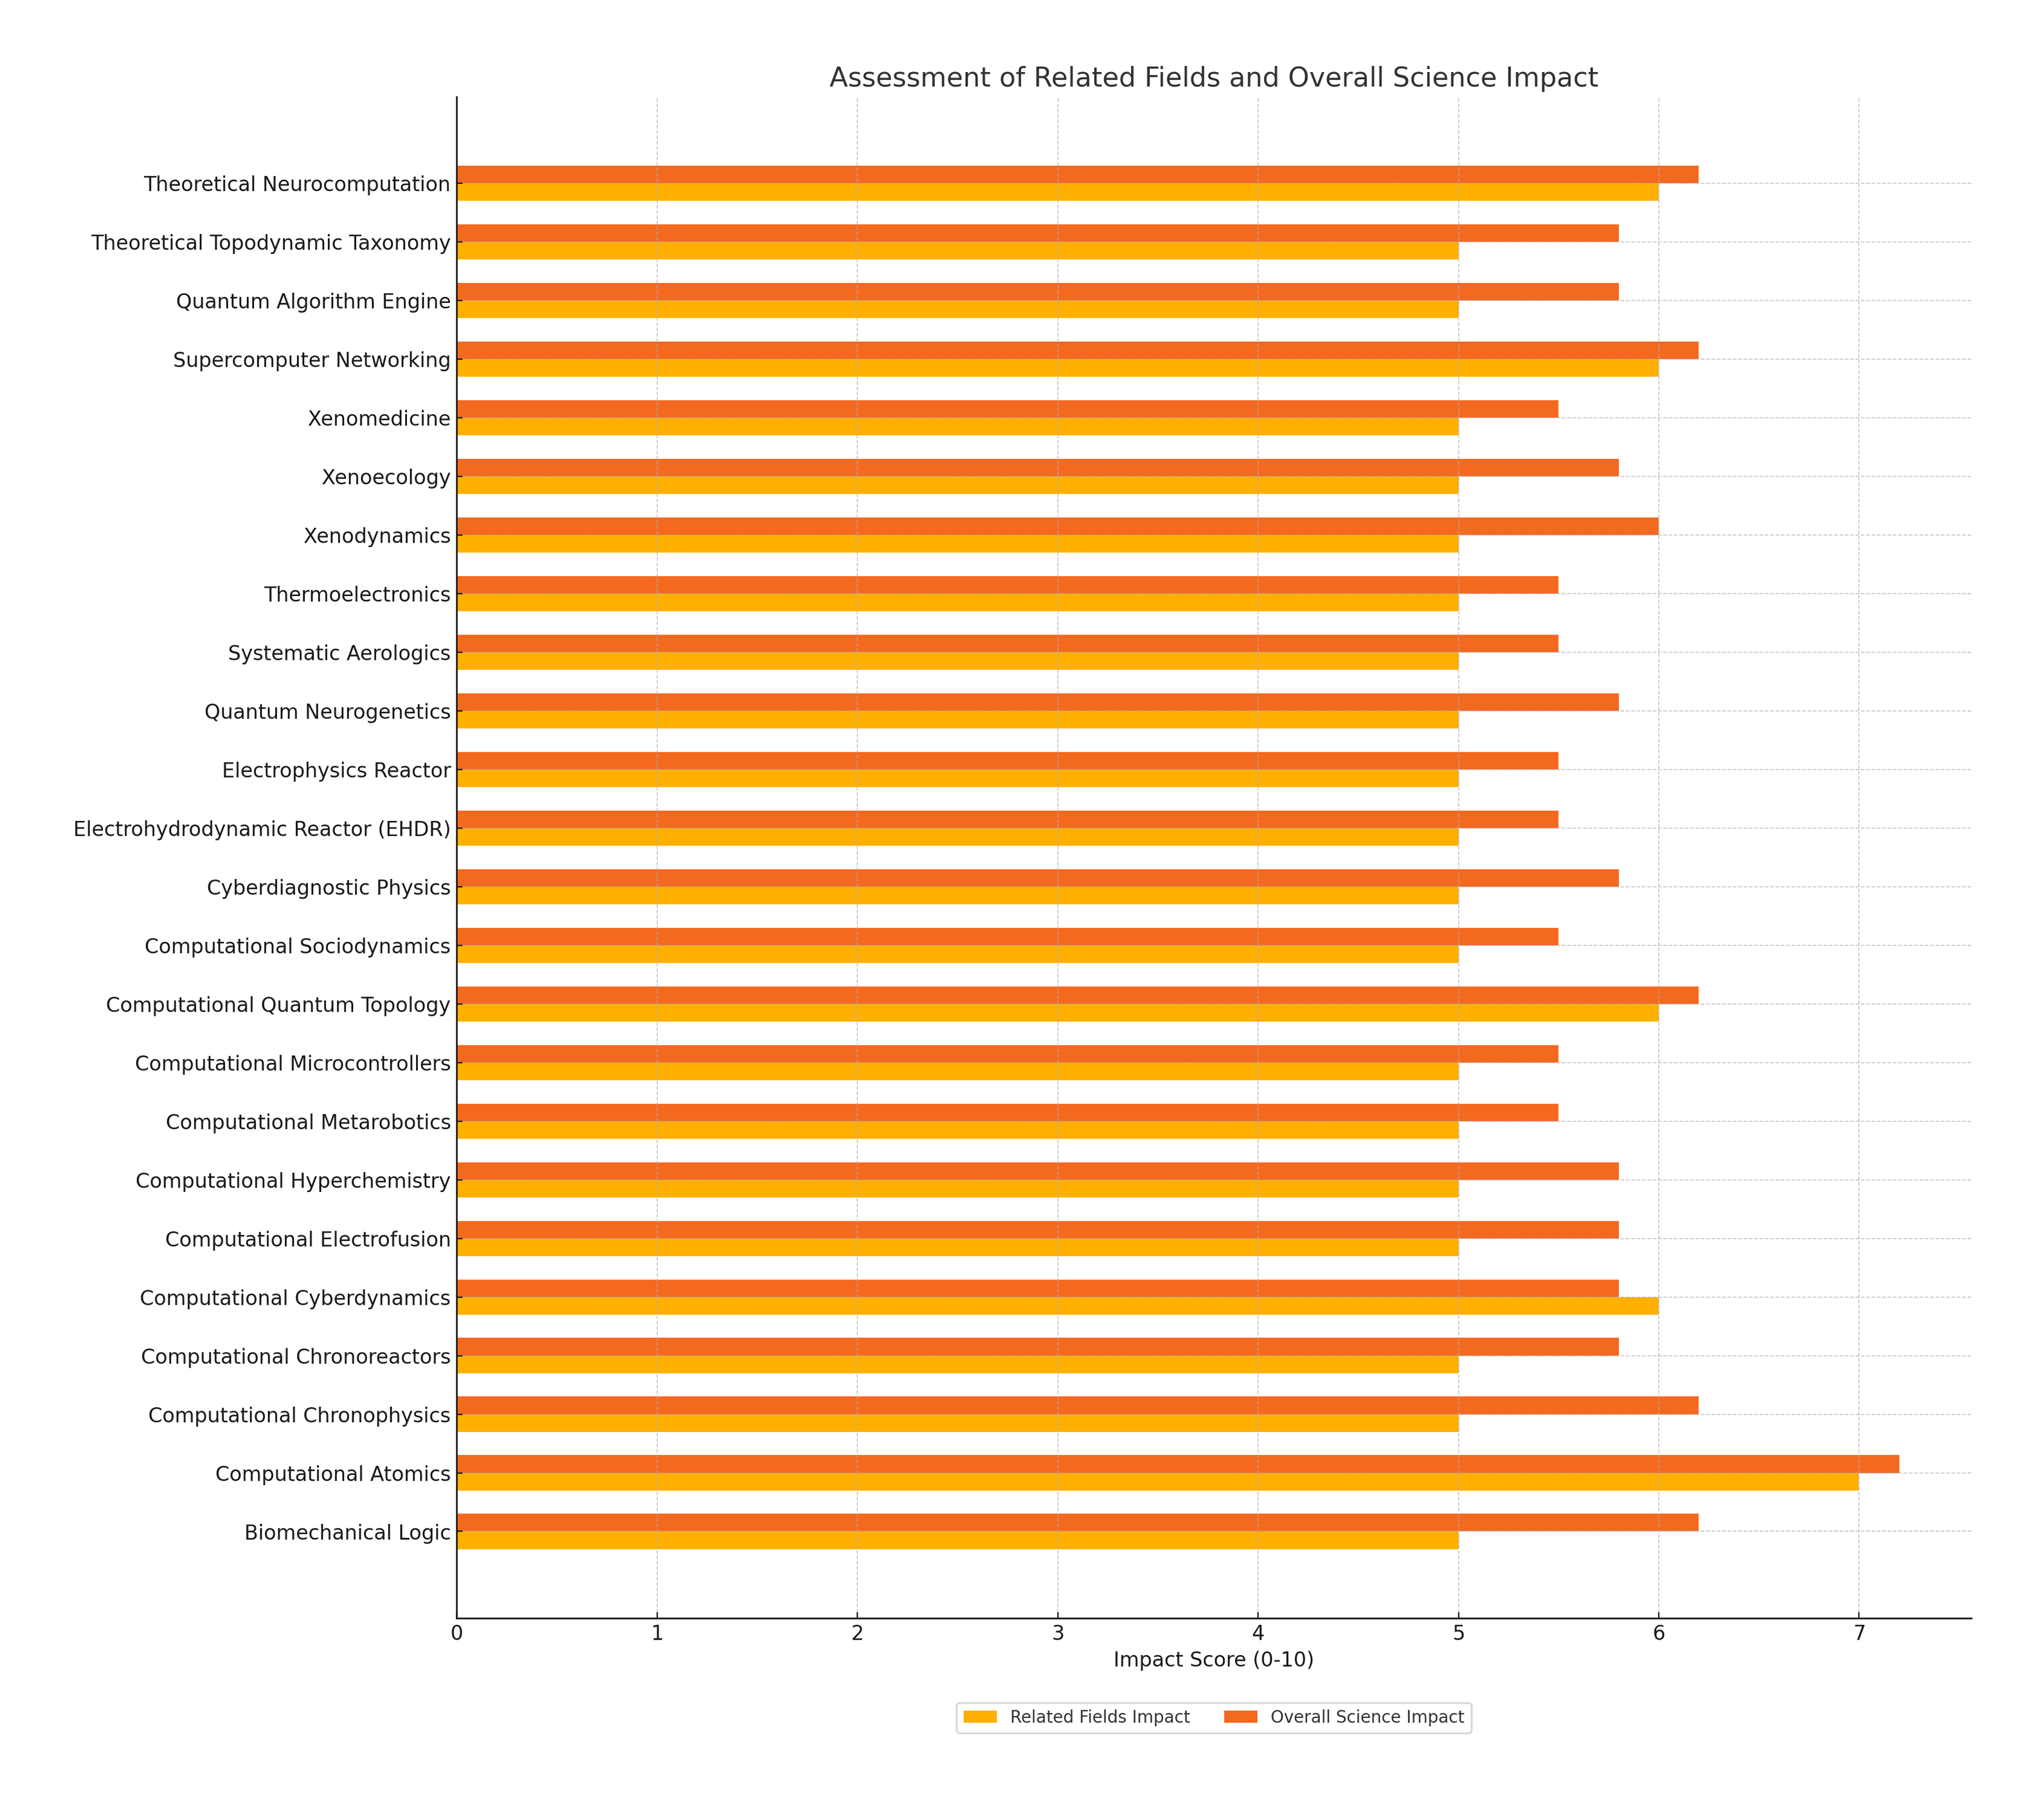 Assessment of Related Fields and Overall Science Impact
Theoretical Neurocomputation
Theoretical Topodynamic Taxonomy
Quantum Algorithm Engine
Supercomputer Networking
Xenomedicine
Xenoecology
Xenodynamics
Thermoelectronics
Systematic Aerologics
Quantum Neurogenetics
Electrophysics Reactor
Electrohydrodynamic Reactor (EHDR)
Cyberdiagnostic Physics
Computational Sociodynamics
Computational Quantum Topology
Computational Microcontrollers
Computational Metarobotics
Computational Hyperchemistry
Computational Electrofusion
Computational Cyberdynamics
Computational Chronoreactors
Computational Chronophysics
Computational Atomics
Biomechanical Logic
0 1 2 3 4 5 6 7
Impact Score (0-10)
Related Fields Impact Overall Science Impact